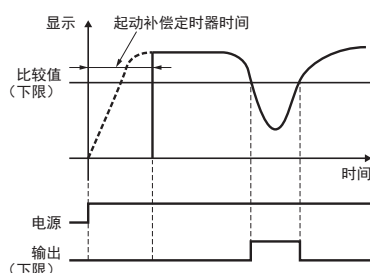 显示
起动补偿定时器时间
比较值
（下限）
时间
电源
输出
（下限）